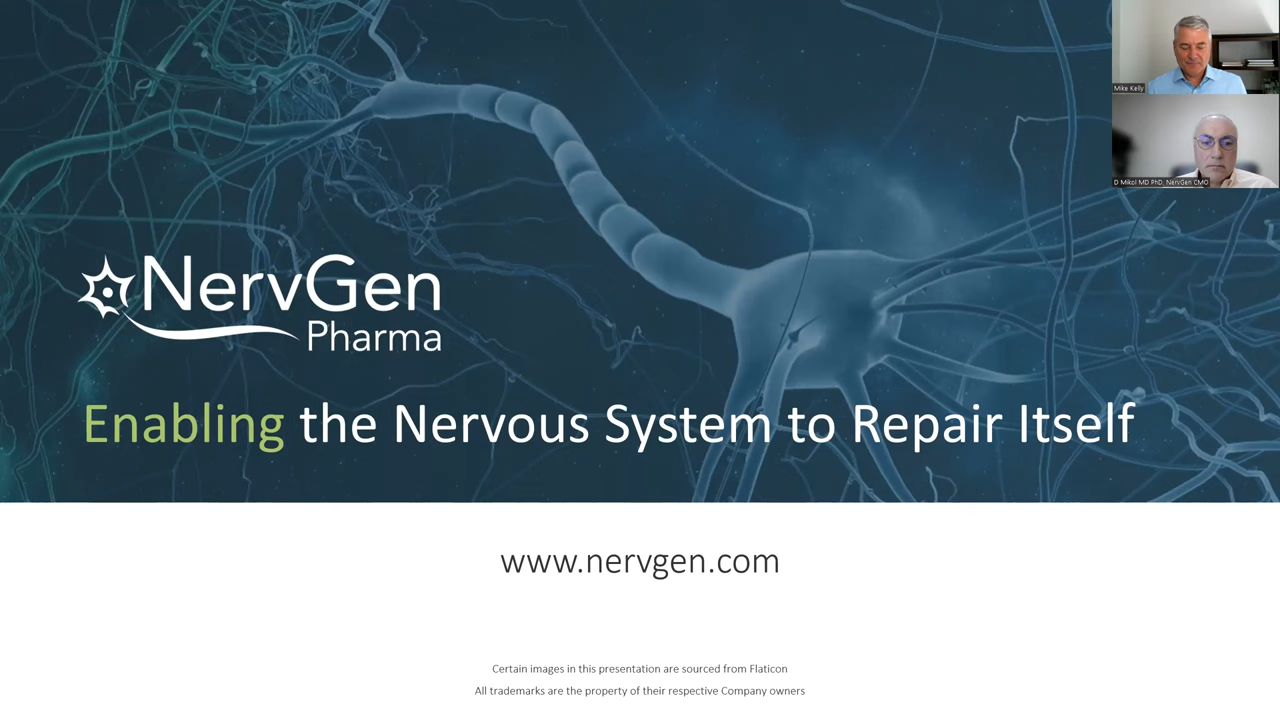 Mike Kelly
D Mikol MD PhD, NervGen CMO
NervGen
Pharma
Enabling the Nervous System to Repair Itself
www.nervgen.com
Certain images in this presentation are sourced from Flaticon
All trademarks are the property of their respective Company owners